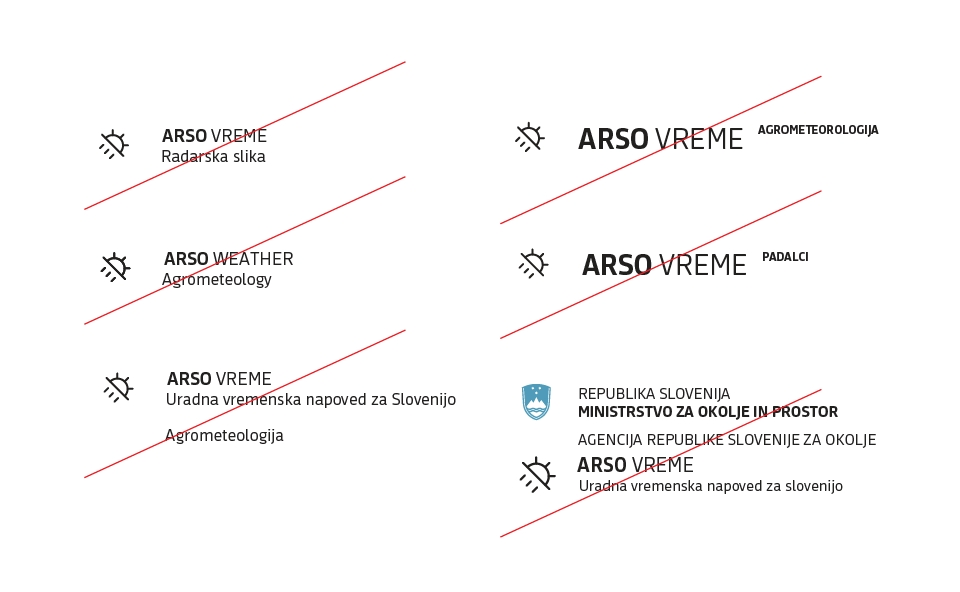 ARSO VREME
Radarska slika
ARSO WEATHER
Agrometeology
ARSO VREME
Uradna vremenska napoved za Slovenijo
Agrometeologija
ARSO VREME AGROMETEOROLOGIJA
ARSO VREME PADALCI
REPUBLIKA SLOVENIJA
MINISTRSTVO ZA OKOLJE IN PROSTOR
AGENCIJA REPUBLIKE SLOVENIJE ZA OKOLJE
ARSO VREME
Uradna vremenska napoved za slovenijo